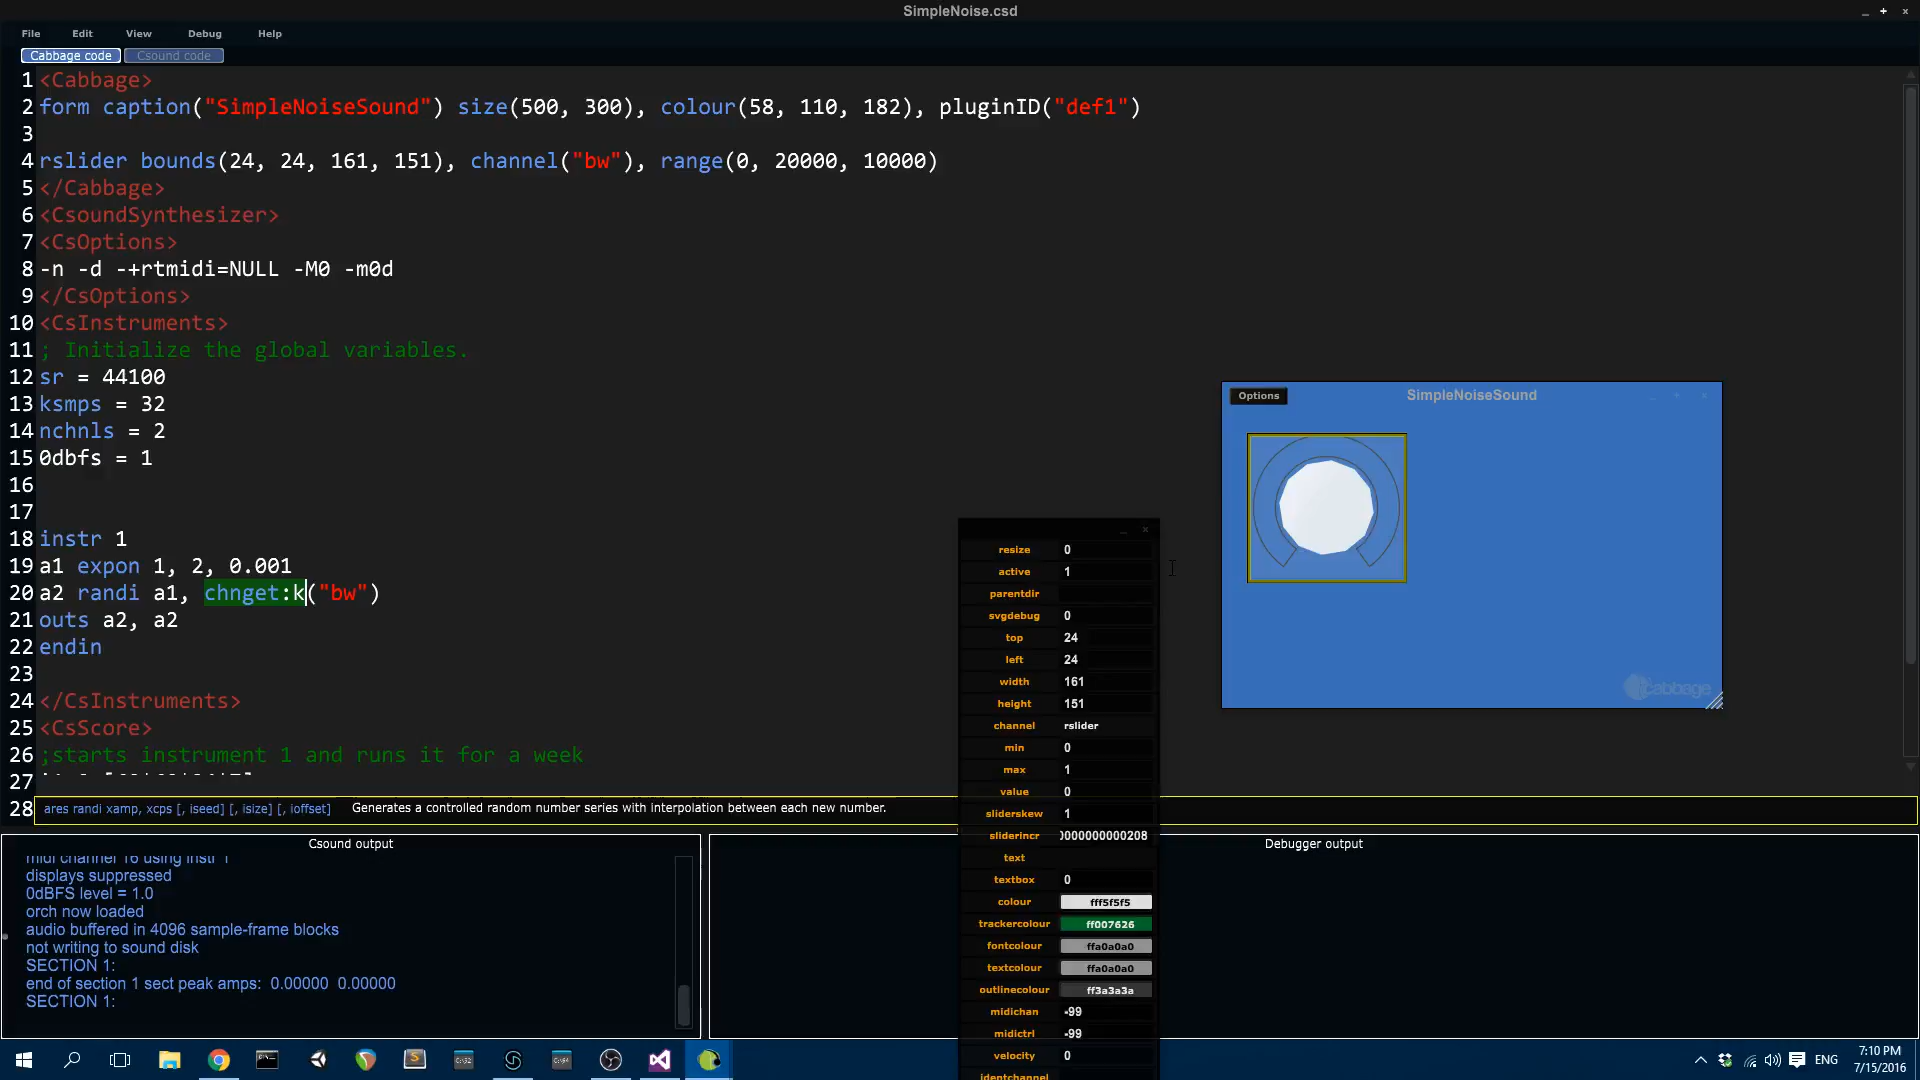 SimpleNoise.csd
File Edit View Debug Help
Cabbage code Csound code
1 <Cabbage>
2 form caption("SimpleNoiseSound") size(500, 300), colour(58, 110, 182), pluginID("def1")
3
4 rslider bounds(24, 24, 161, 151), channel("bw"), range(0, 20000, 10000)
5 </Cabbage>
6 <CsoundSynthesizer>
7 <CsOptions>
8 -n -d -+rtmidi=NULL -M0 -m0d
9 </CsOptions>
10 <CsInstruments>
11 ; Initialize the global variables.
12 sr = 44100
13 ksmps = 32
14 nchnls = 2
15 0dbfs = 1
16
17
18 instr 1
19 a1 expon 1, 2, 0.001
20 a2 randi a1, chnget:k("bw")
21 outs a2, a2
22 endin
23
24 </CsInstruments>
25 <CsScore>
26 ;starts instrument 1 and runs it for a week
27
28 ares randi xamp, xcps [, iseed] [, isize] [, ioffset] Generates a controlled random number series with interpolation between each new number.
Options SimpleNoiseSound
cabbage
resize 0
active 1
parentdir
svgdebug 0
top 24
left 24
width 161
height 151
channel rslider
min 0
max 1
value 0
sliderskew 1
sliderincr 0000000000208
text
textbox 0
colour fff5f5f5
trackercolour ff007626
fontcolour ffa0a0a0
textcolour ffa0a0a0
outlinecolour ff3a3a3a
midichan -99
midictrl -99
velocity 0
identchannel
Csound output
midi channel 16 using instr 1
displays suppressed
0dBFS level = 1.0
orch now loaded
audio buffered in 4096 sample-frame blocks
not writing to sound disk
SECTION 1:
end of section 1 sect peak amps: 0.00000 0.00000
SECTION 1:
Debugger output
ENG
7:10 PM
7/15/2016